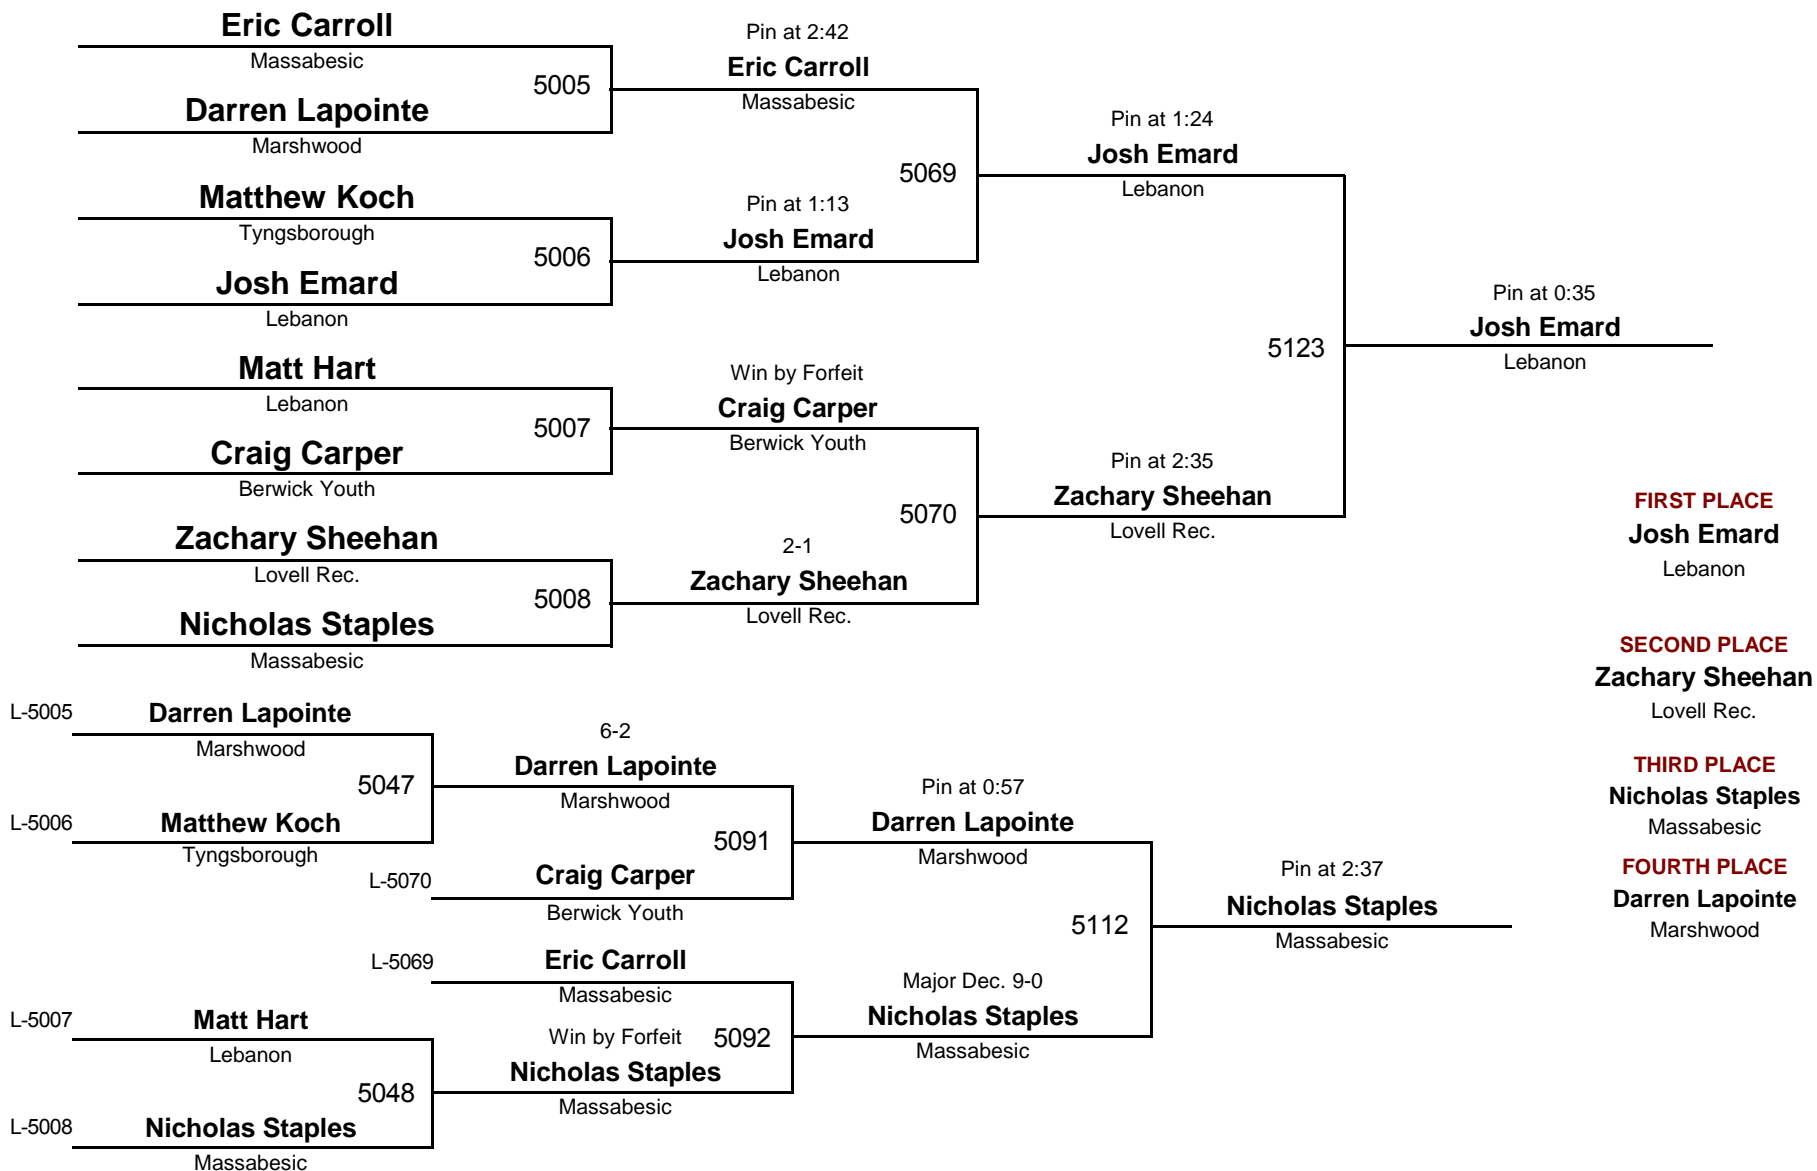 Eric Carroll
Massabesic
5005
Darren Lapointe
Marshwood
Matthew Koch
Tyngsborough
5006
Josh Emard
Lebanon
Matt Hart
Lebanon
5007
Craig Carper
Berwick Youth
Zachary Sheehan
Lovell Rec.
5008
Nicholas Staples
Massabesic
Pin at 2:42
Eric Carroll
Massabesic
5069
Pin at 1:13
Josh Emard
Lebanon
Win by Forfeit
Craig Carper
Berwick Youth
5070
2-1
Zachary Sheehan
Lovell Rec.
Pin at 1:24
Josh Emard
Lebanon
5123
Pin at 2:35
Zachary Sheehan
Lovell Rec.
Pin at 0:35
Josh Emard
Lebanon
FIRST PLACE
Josh Emard
Lebanon
SECOND PLACE
Zachary Sheehan
Lovell Rec.
THIRD PLACE
Nicholas Staples
Massabesic
FOURTH PLACE
Darren Lapointe
Marshwood
L-5005
Darren Lapointe
Marshwood
5047
L-5006
Matthew Koch
Tyngsborough
L-5007
Matt Hart
Lebanon
5048
L-5008
Nicholas Staples
Massabesic
6-2
Darren Lapointe
Marshwood
5091
L-5070
Craig Carper
Berwick Youth
L-5069
Eric Carroll
Massabesic
5092
Win by Forfeit
Nicholas Staples
Massabesic
Pin at 0:57
Darren Lapointe
Marshwood
5112
Major Dec. 9-0
Nicholas Staples
Massabesic
Pin at 2:37
Nicholas Staples
Massabesic